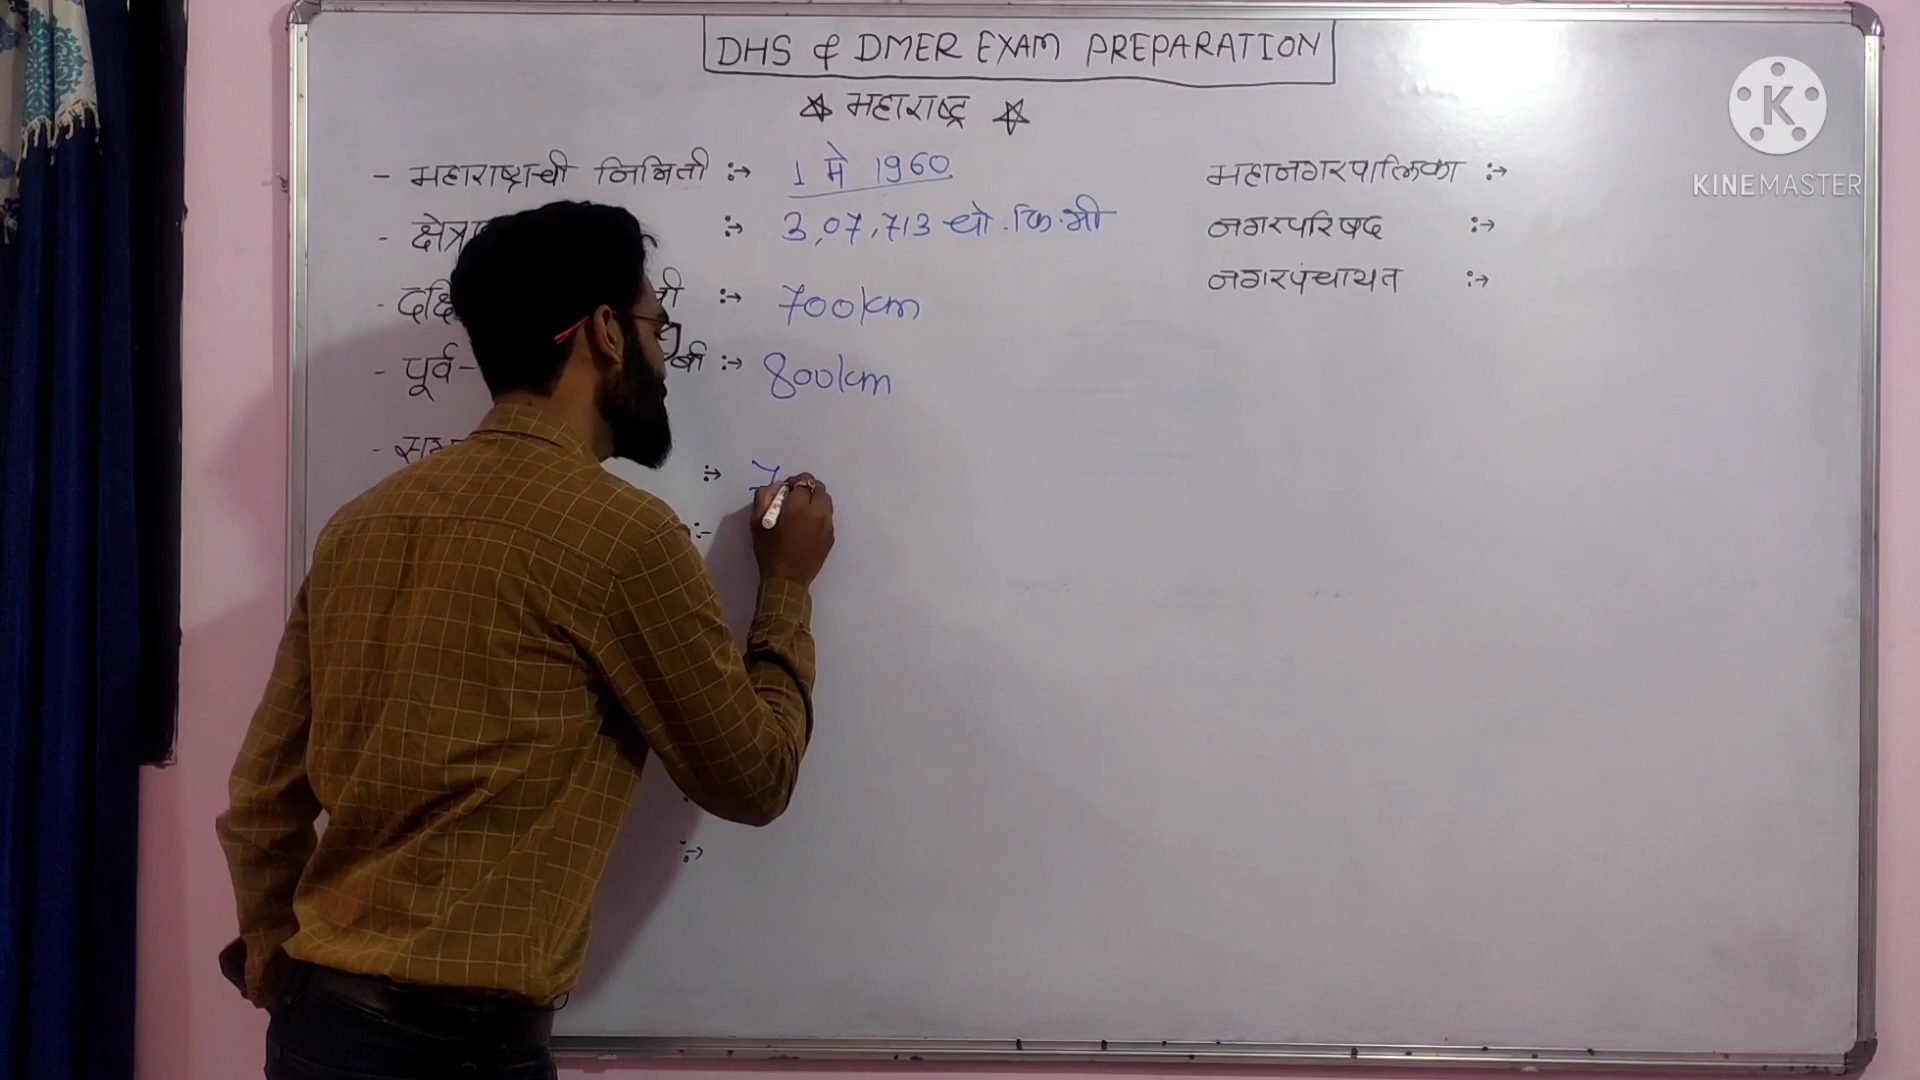 DHS & DMER EXAM PREPARATION
☆ महाराष्ट्र ☆
- महाराष्ट्राची निर्मिती :→ 1 मे 1960
- :→ 3,07,713 चौ.कि.मी
- :→ 700km
- पूर्व- :→ 800km
- :→
:-
:→
महानगरपालिका :→
नगरपरिषद :→
नगरपंचायत :→
K
KINEMASTER